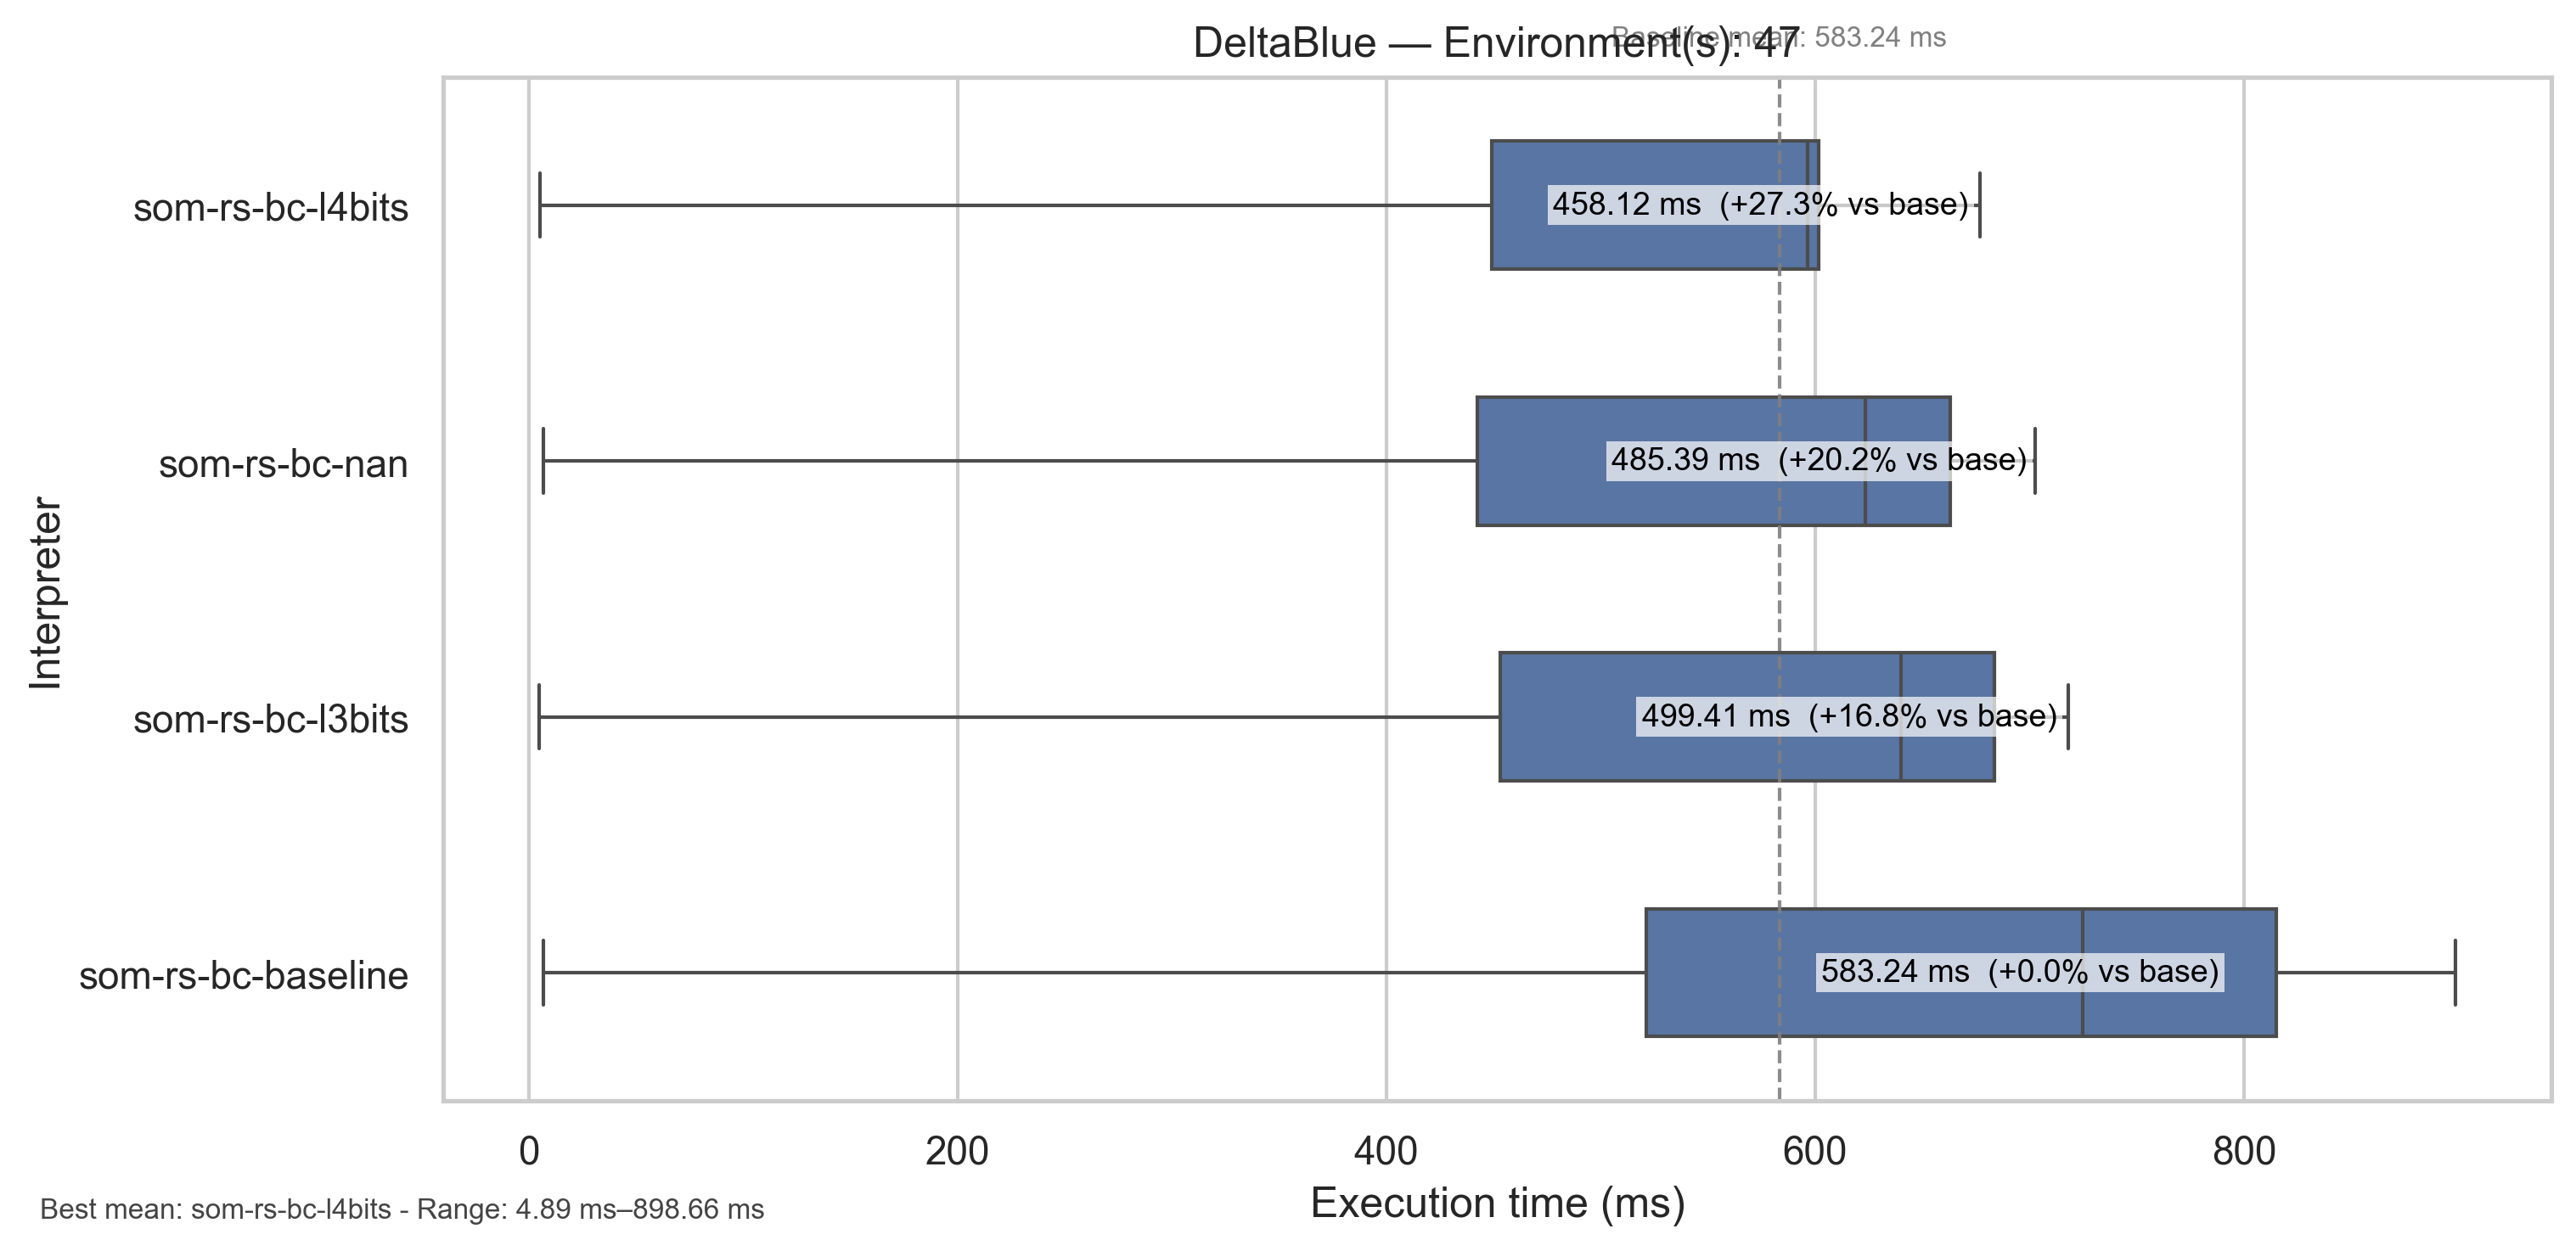 DeltaBlue — Environment(s): 47
Baseline mean: 583.24 ms
Interpreter
som-rs-bc-l4bits
458.12 ms (+27.3% vs base)
som-rs-bc-nan
485.39 ms (+20.2% vs base)
som-rs-bc-l3bits
499.41 ms (+16.8% vs base)
som-rs-bc-baseline
583.24 ms (+0.0% vs base)
0 200 400 600 800
Execution time (ms)
Best mean: som-rs-bc-l4bits - Range: 4.89 ms–898.66 ms